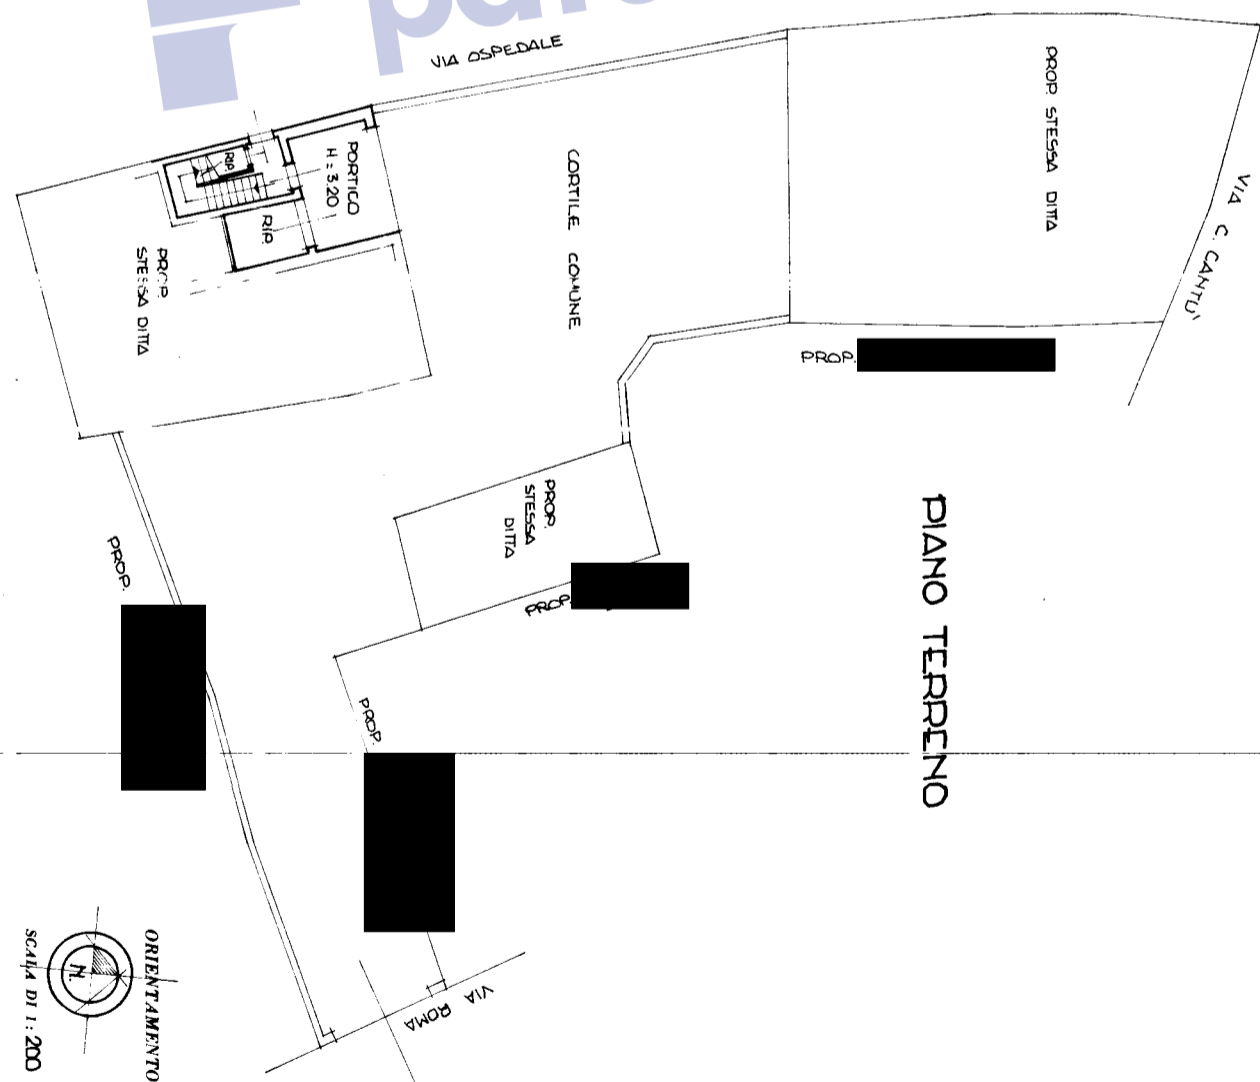 VIA OSPEDALE
PROP. STESSA DITTA
VIA C. CANTU'
PORTICO
H = 3.20
RIP.
RIP.
CORTILE COMUNE
PROP.
STESSA DITTA
PROP.
PROP.
STESSA
DITTA
PROP.
PROP.
PROP.
PIANO TERRENO
VIA ROMA
ORIENTAMENTO
N.
SCALA DI 1: 200